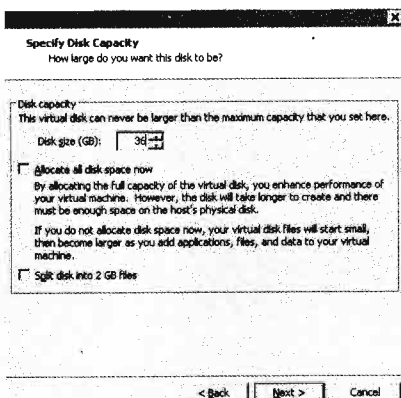 Specify Disk Capacity
How large do you want this disk to be?
Disk capacity
This virtual disk can never be larger than the maximum capacity that you set here.
Disk size (GB): 36
Allocate all disk space now
By allocating the full capacity of the virtual disk, you enhance performance of
your virtual machine. However, the disk will take longer to create and there
must be enough space on the host's physical disk.
If you do not allocate disk space now, your virtual disk files will start small,
then become larger as you add applications, files, and data to your virtual
machine.
Split disk into 2 GB files
< Back Next > Cancel